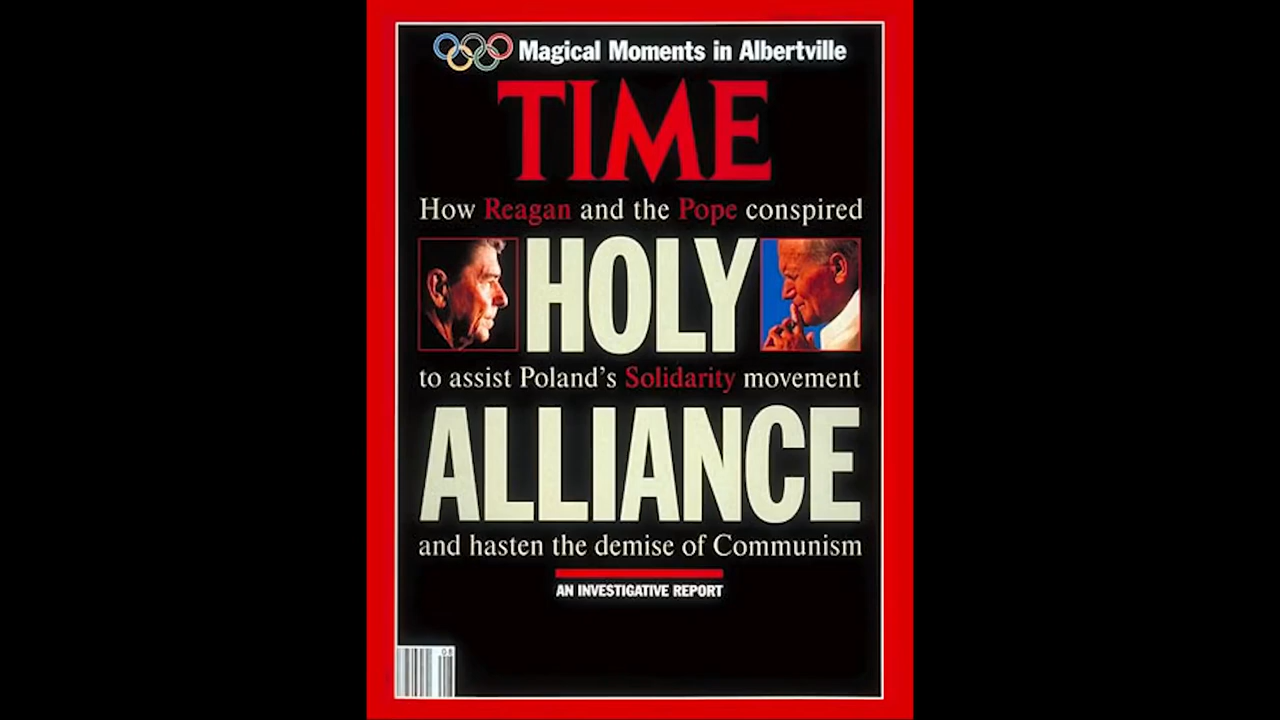 Magical Moments in Albertville
TIME
How Reagan and the Pope conspired
HOLY
to assist Poland's Solidarity movement
ALLIANCE
and hasten the demise of Communism
AN INVESTIGATIVE REPORT
08